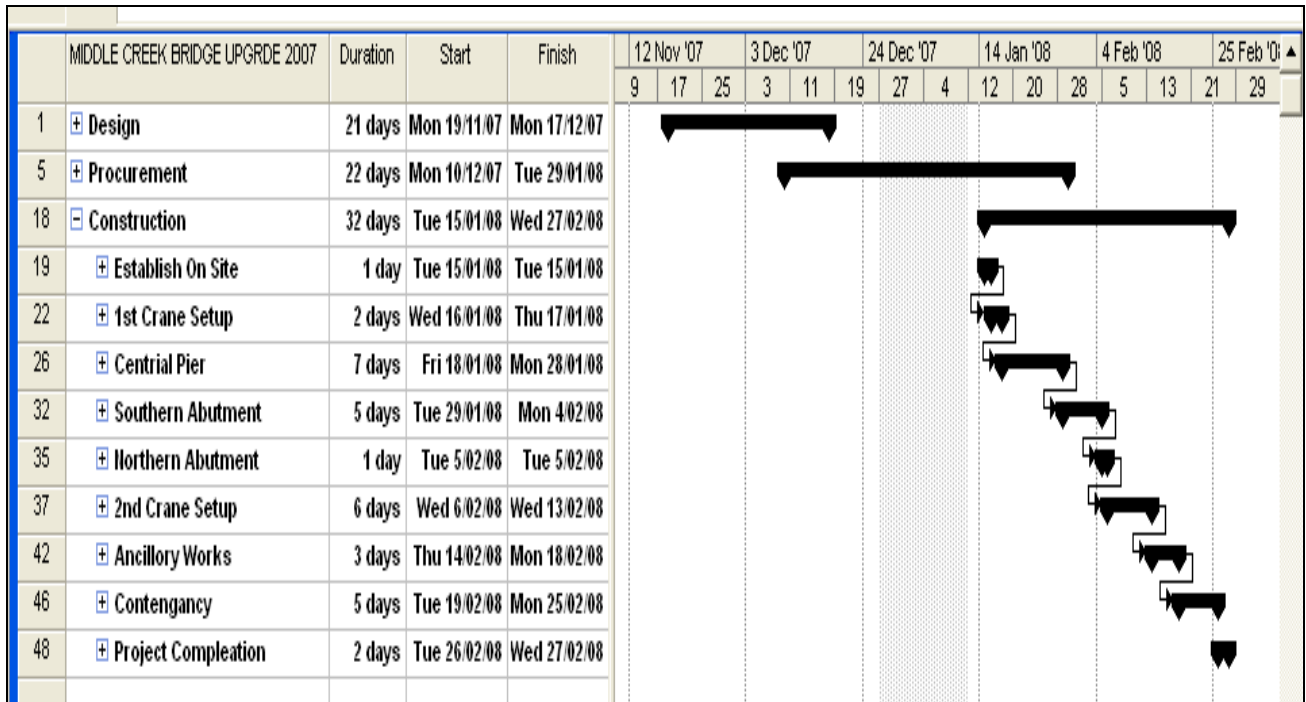 MIDDLE CREEK BRIDGE UPGRDE 2007 Duration Start Finish 12 Nov '07 3 Dec '07 24 Dec '07 14 Jan '08 4 Feb '08 25 Feb '0
9 17 25 3 11 19 27 4 12 20 28 5 13 21 29
1 Design 21 days Mon 19/11/07 Mon 17/12/07
5 Procurement 22 days Mon 10/12/07 Tue 29/01/08
18 Construction 32 days Tue 15/01/08 Wed 27/02/08
19 Establish On Site 1 day Tue 15/01/08 Tue 15/01/08
22 1st Crane Setup 2 days Wed 16/01/08 Thu 17/01/08
26 Centrial Pier 7 days Fri 18/01/08 Mon 28/01/08
32 Southern Abutment 5 days Tue 29/01/08 Mon 4/02/08
35 Northern Abutment 1 day Tue 5/02/08 Tue 5/02/08
37 2nd Crane Setup 6 days Wed 6/02/08 Wed 13/02/08
42 Ancillory Works 3 days Thu 14/02/08 Mon 18/02/08
46 Contengancy 5 days Tue 19/02/08 Mon 25/02/08
48 Project Compleation 2 days Tue 26/02/08 Wed 27/02/08